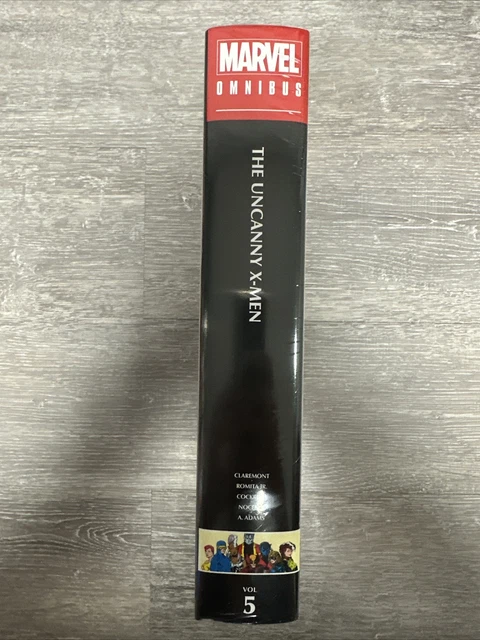 MARVEL
OMNIBUS
THE UNCANNY X-MEN
CLAREMONT
ROMITA JR.
A. ADAMS
VOL
5